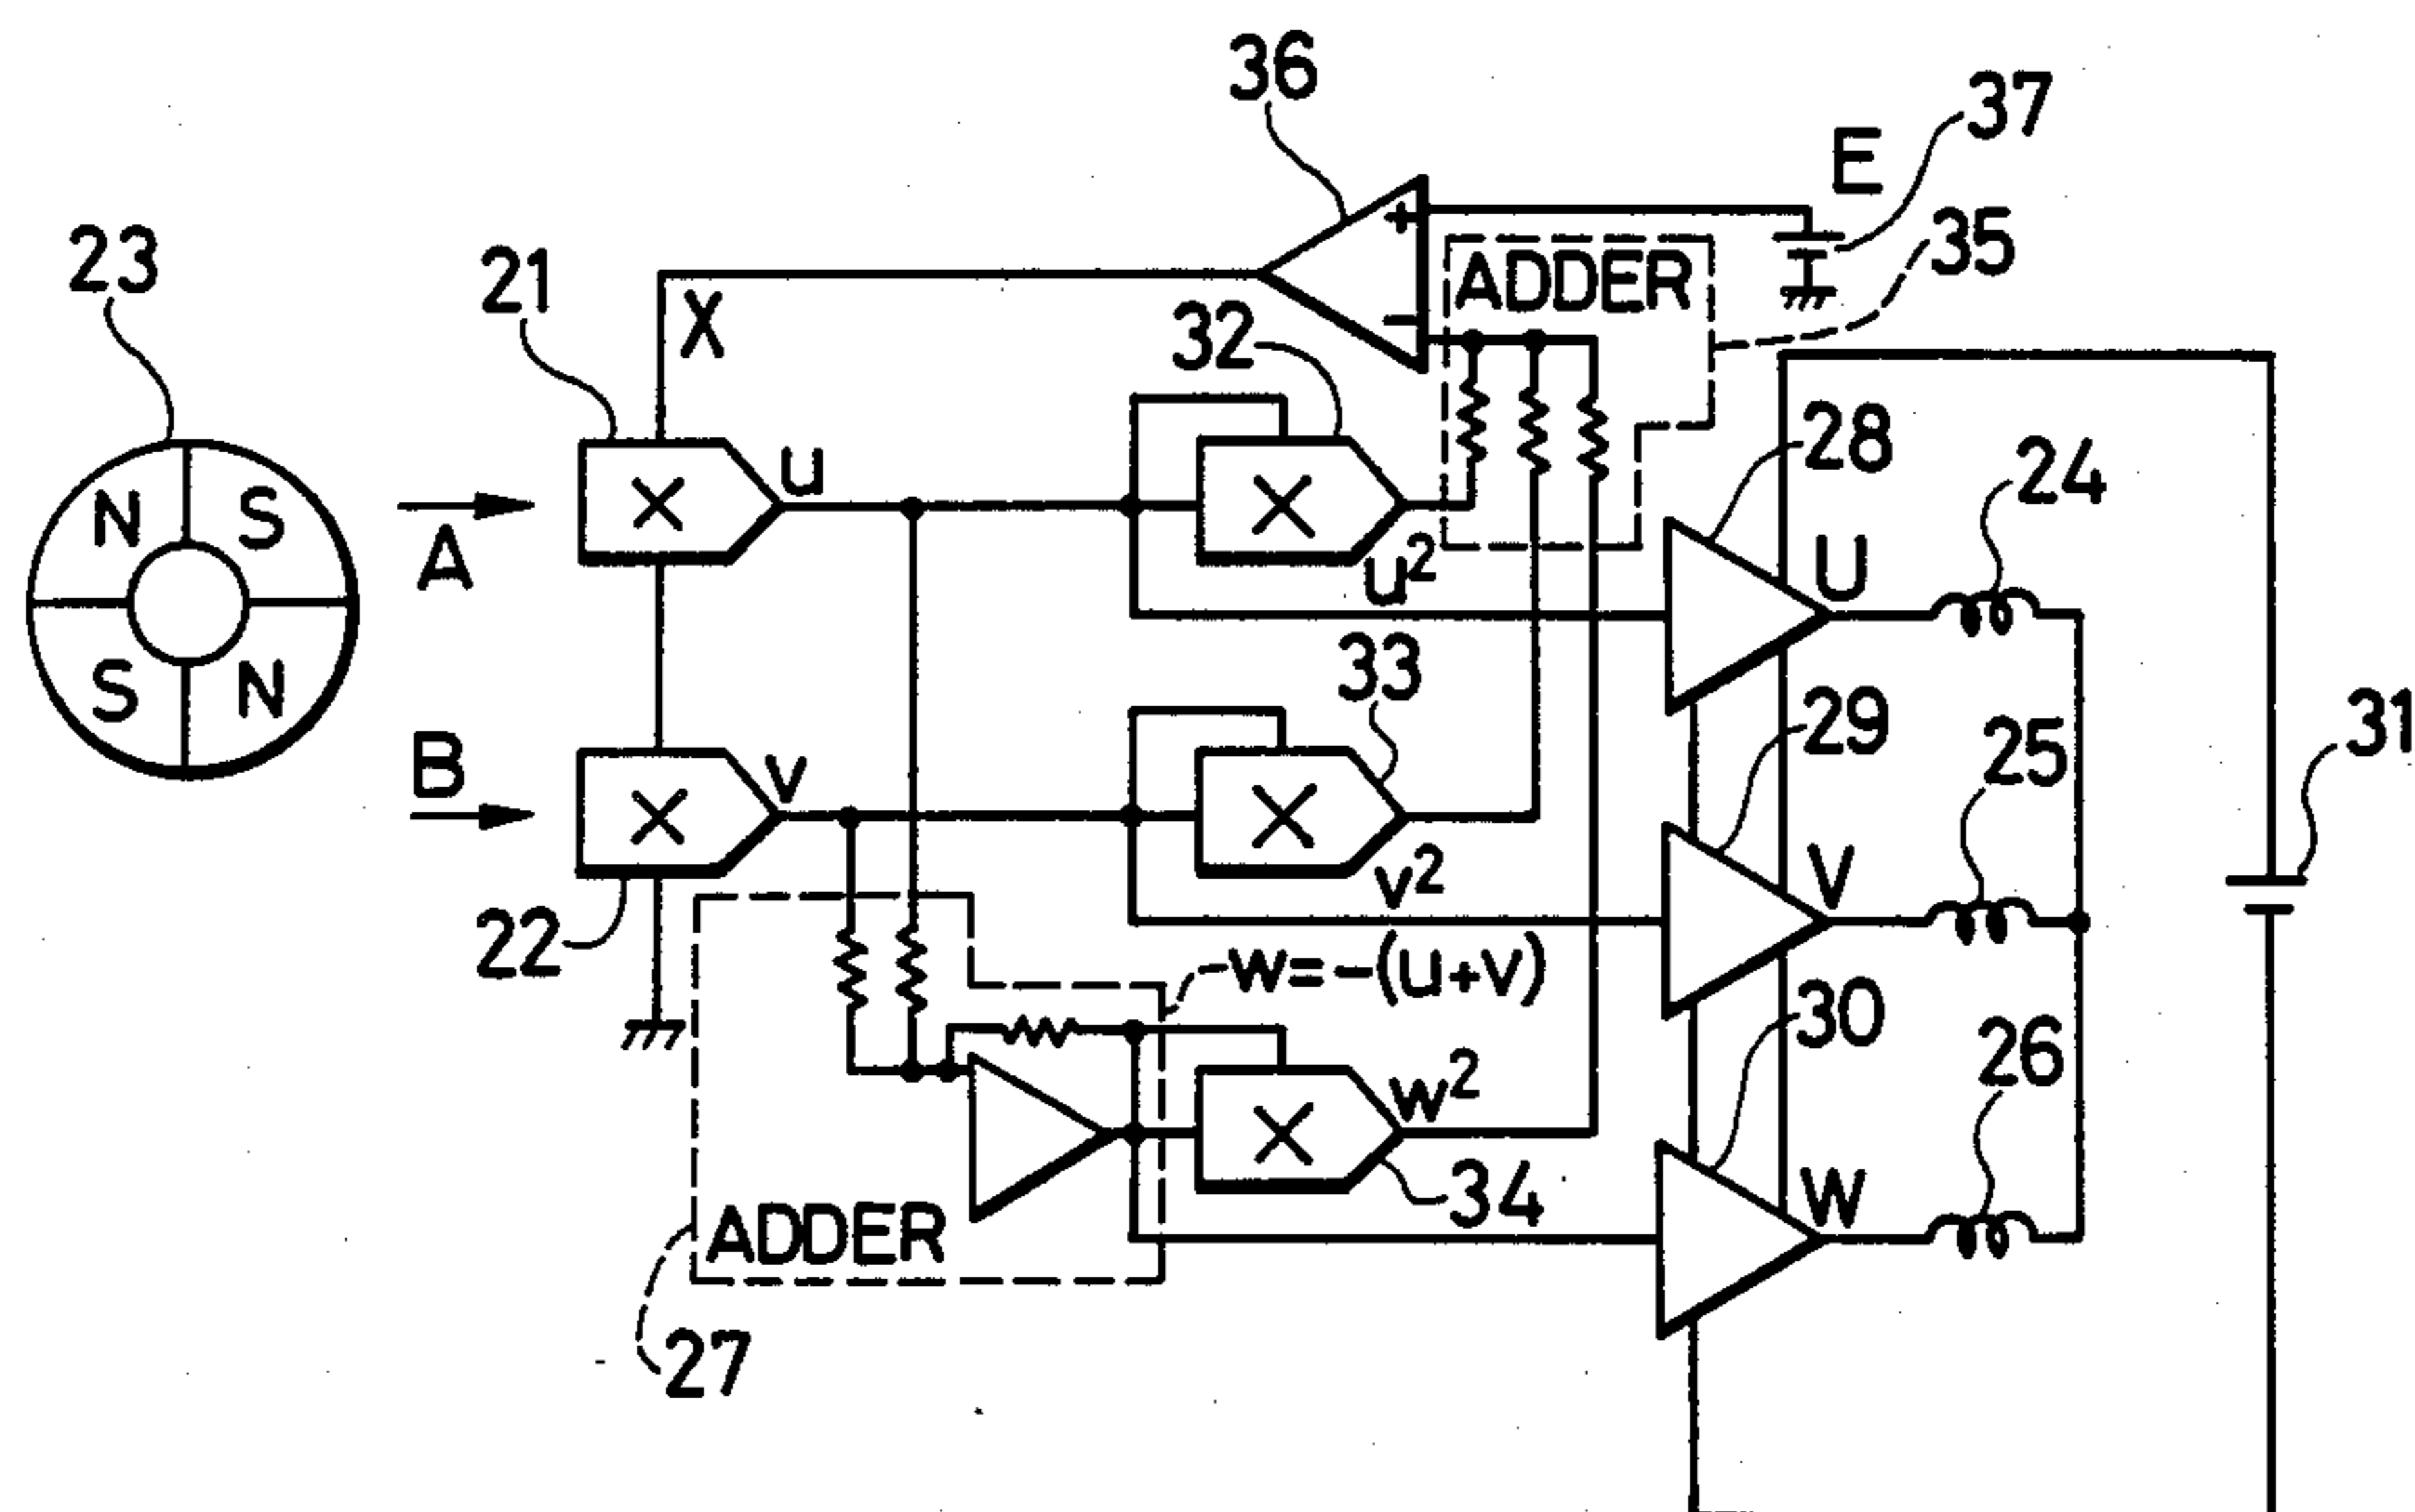 36
37
E
23
21
35
ADDER
+
X
32
−
28
24
N S
u
A
×
×
u²
U
S N
33
29
25
31
B
v
×
×
v²
V
22
w=-(u+v)
30
26
w²
×
34
W
ADDER
27